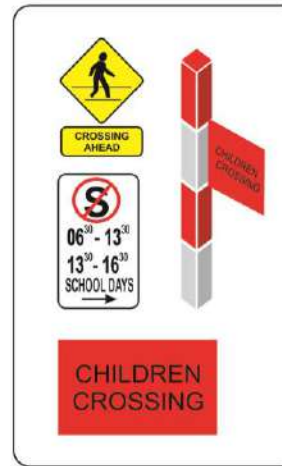 CROSSING
AHEAD
S
06³⁰ - 13³⁰
13³⁰ - 16³⁰
SCHOOL DAYS
CHILDREN
CROSSING
CHILDREN
CROSSING